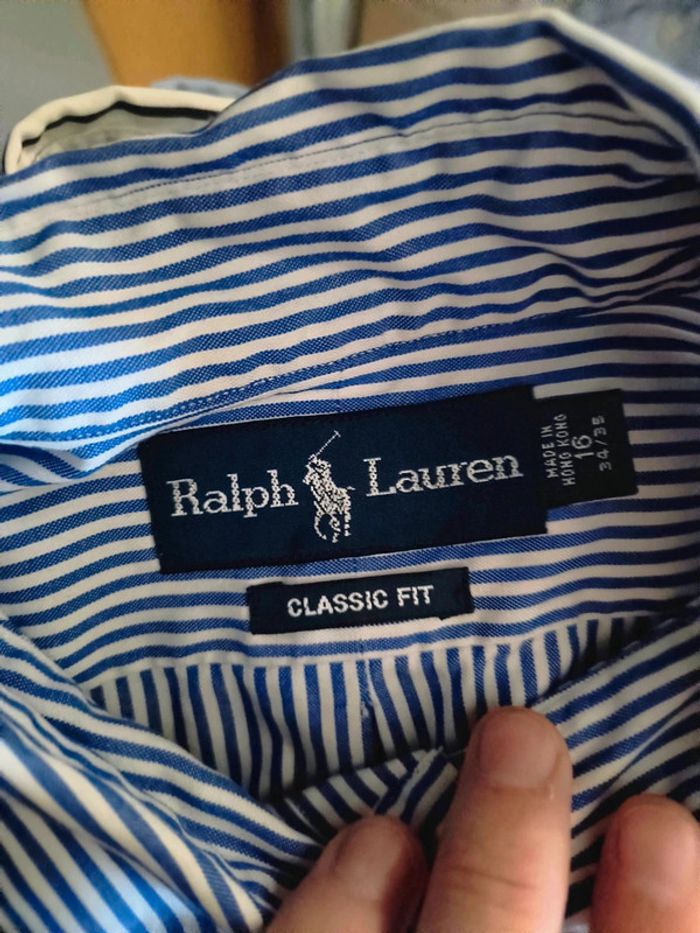 Ralph Lauren
MADE IN
HONG KONG
16
34/35
CLASSIC FIT